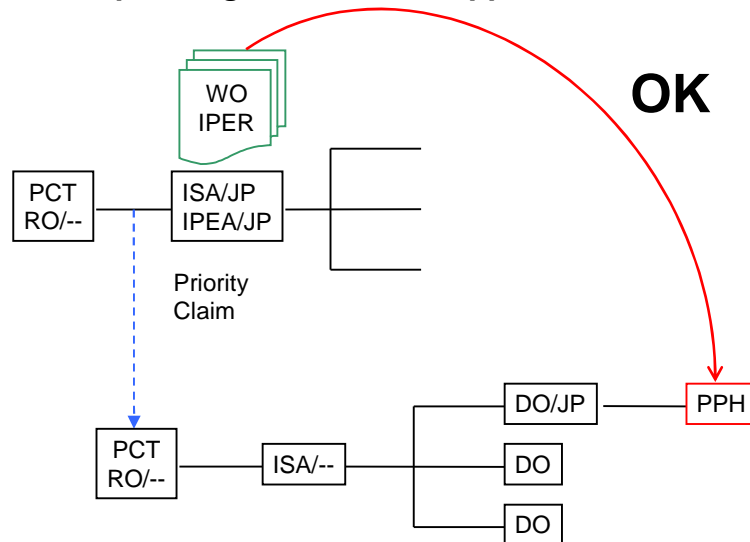 WO
IPER
OK
PCT
RO/--
ISA/JP
IPEA/JP
Priority
Claim
DO/JP
PPH
PCT
RO/--
ISA/--
DO
DO